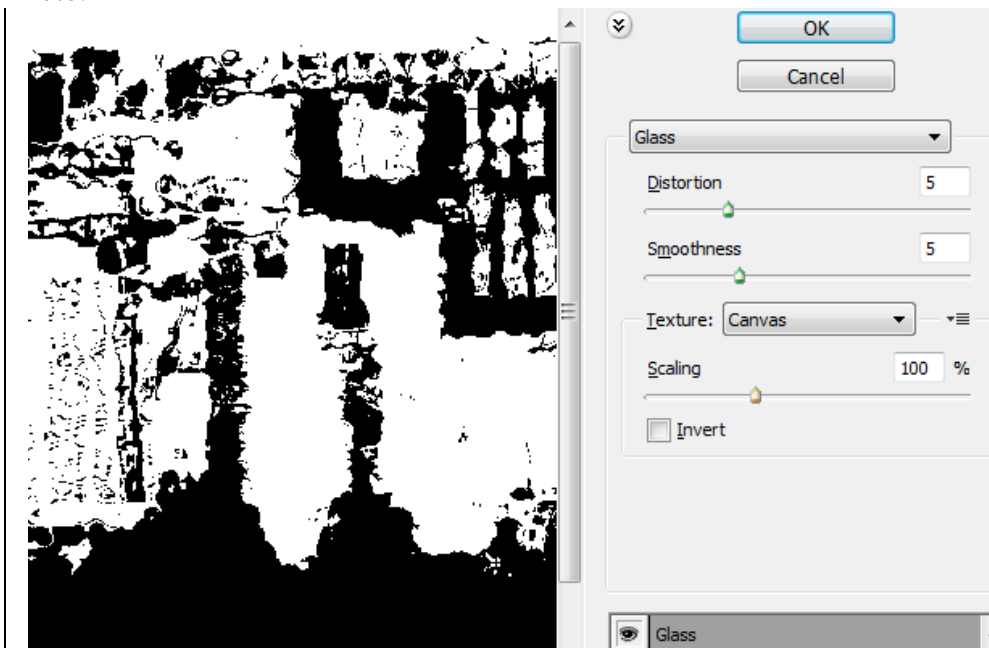 OK
Cancel
Glass
Distortion 5
Smoothness 5
Texture: Canvas
Scaling 100 %
Invert
Glass